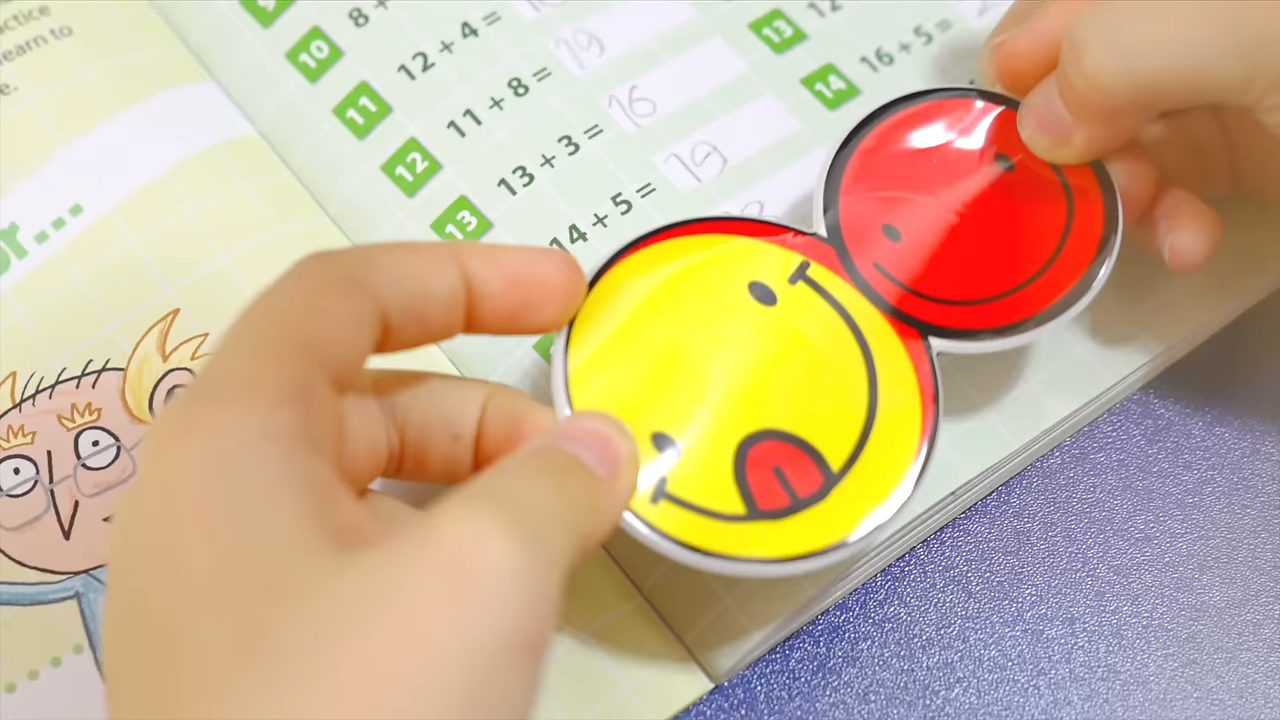 actice
earn to
e.
r...
9
10 8 +
11 12 + 4 =
12 11 + 8 = 19
13 13 + 3 = 16
14 + 5 = 19
13 12
14 16 + 5 =